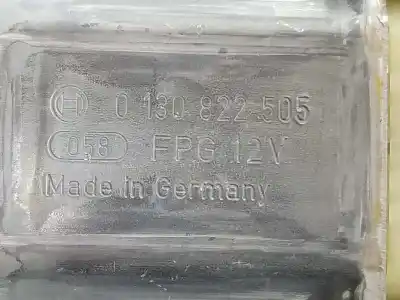 0 130 822 505
058 FPG 12V
Made in Germany